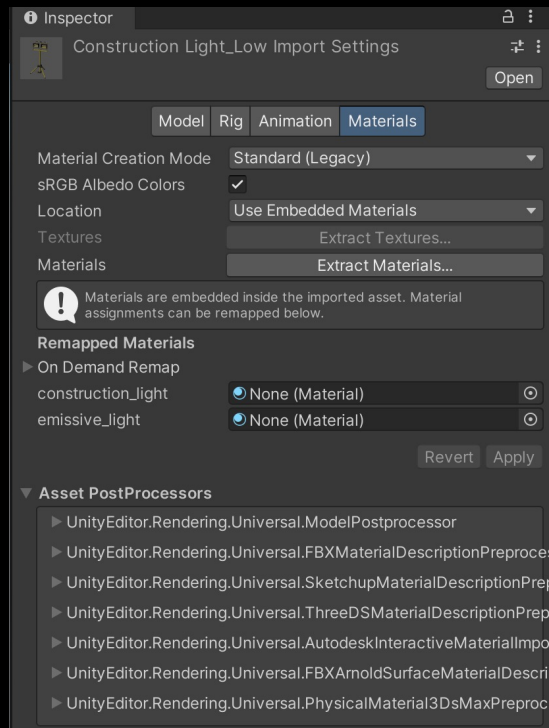 Inspector
Construction Light_Low Import Settings
Open
Model Rig Animation Materials
Material Creation Mode Standard (Legacy)
sRGB Albedo Colors
Location Use Embedded Materials
Textures Extract Textures...
Materials Extract Materials...
Materials are embedded inside the imported asset. Material
assignments can be remapped below.
Remapped Materials
On Demand Remap
construction_light None (Material)
emissive_light None (Material)
Revert Apply
Asset PostProcessors
UnityEditor.Rendering.Universal.ModelPostprocessor
UnityEditor.Rendering.Universal.FBXMaterialDescriptionPreproces
UnityEditor.Rendering.Universal.SketchupMaterialDescriptionPrep
UnityEditor.Rendering.Universal.ThreeDSMaterialDescriptionPrep
UnityEditor.Rendering.Universal.AutodeskInteractiveMaterialImpo
UnityEditor.Rendering.Universal.FBXArnoldSurfaceMaterialDescri
UnityEditor.Rendering.Universal.PhysicalMaterial3DsMaxPreproc